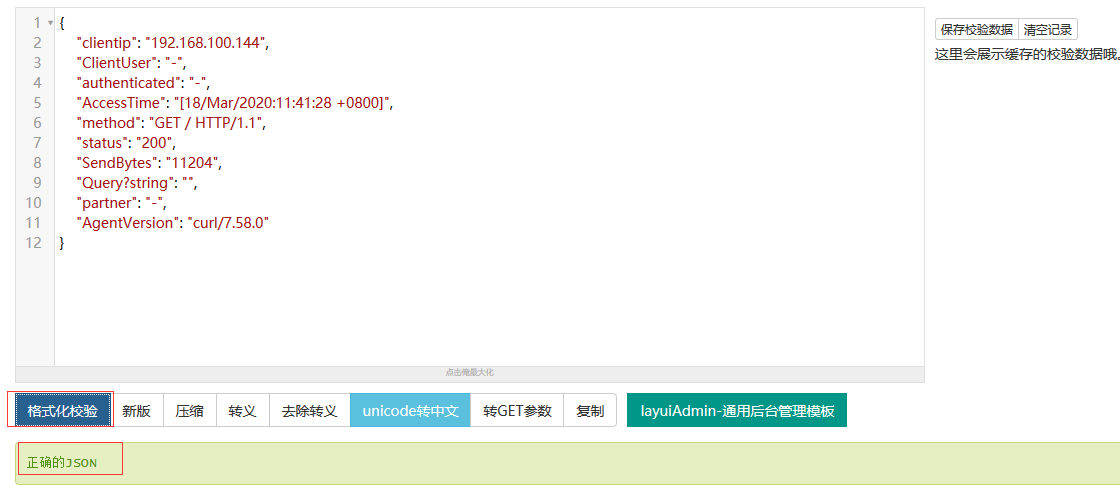 1 {
2 "clientip": "192.168.100.144",
3 "ClientUser": "-",
4 "authenticated": "-",
5 "AccessTime": "[18/Mar/2020:11:41:28 +0800]",
6 "method": "GET / HTTP/1.1",
7 "status": "200",
8 "SendBytes": "11204",
9 "Query?string": "",
10 "partner": "-",
11 "AgentVersion": "curl/7.58.0"
12 }
保存校验数据 清空记录
这里会展示缓存的校验数据哦。
点击俺最大化
格式化校验 新版 压缩 转义 去除转义 unicode转中文 转GET参数 复制 layuiAdmin-通用后台管理模板
正确的JSON